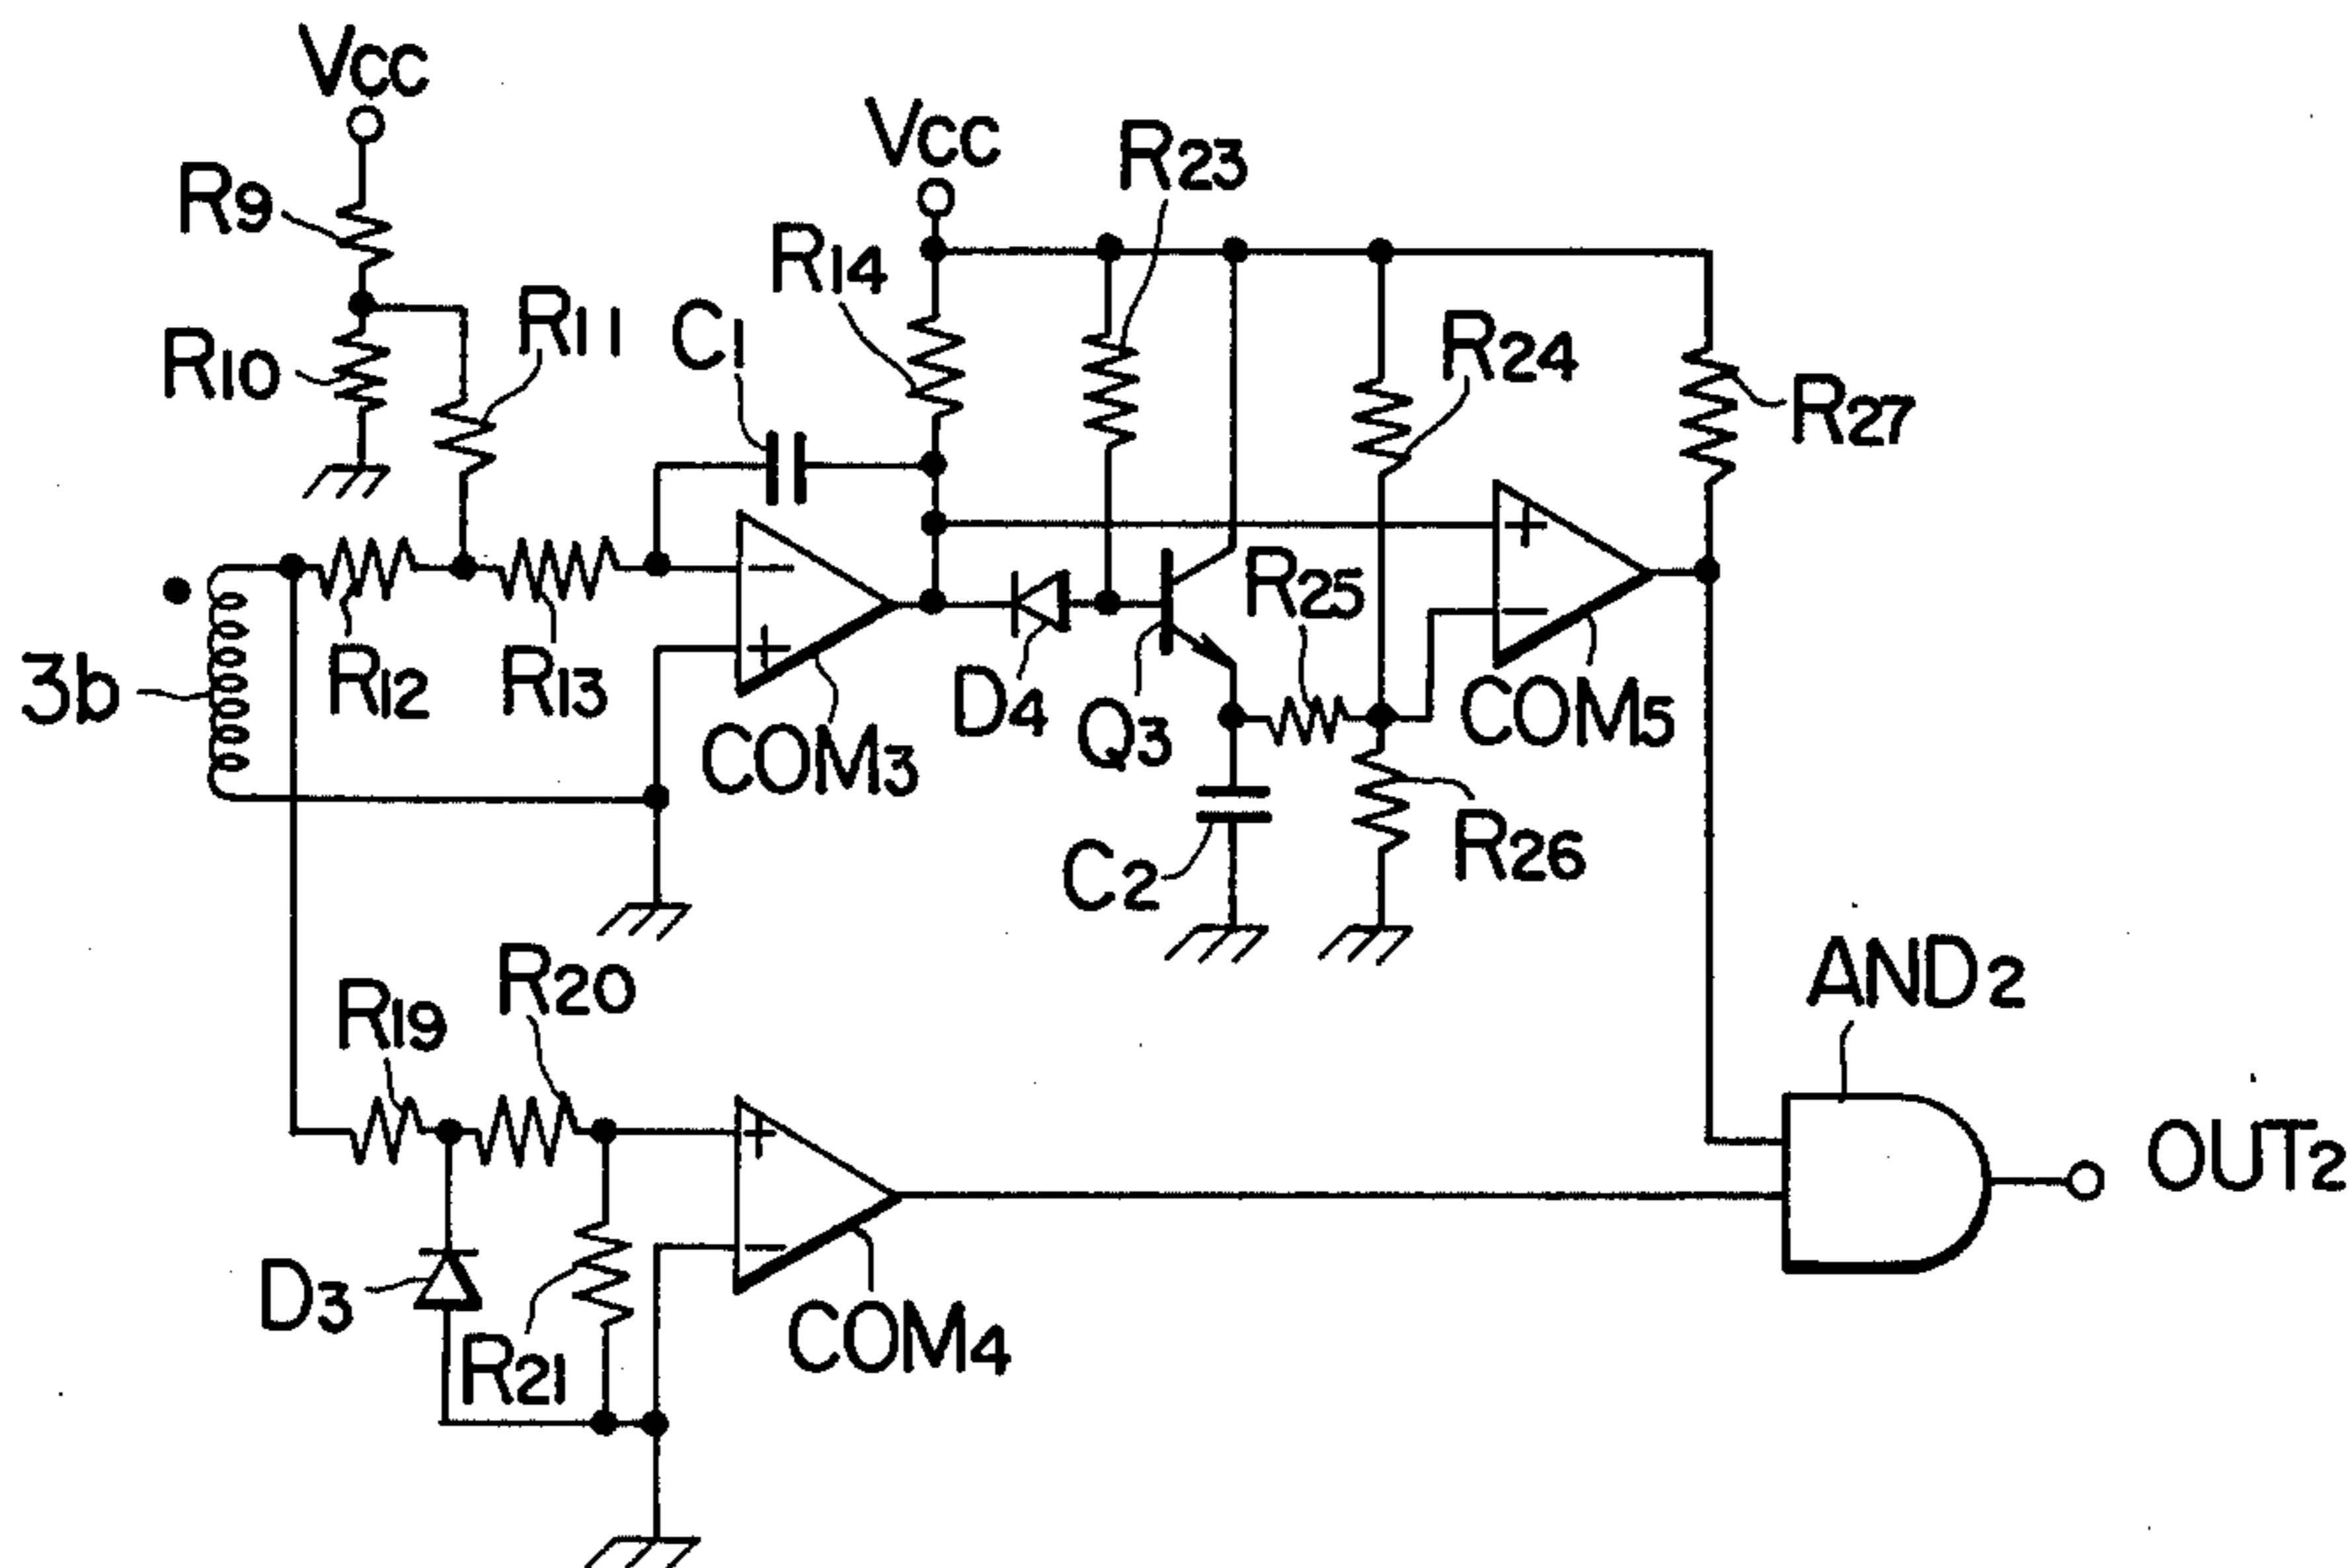 Vcc
Vcc
R23
R9
R14
R11
C1
R10
R24
R27
R25
3b
R12
R13
D4
Q3
COM5
COM3
+
−
+
−
R26
C2
AND2
R20
R19
+
OUT2
−
D3
R21
COM4